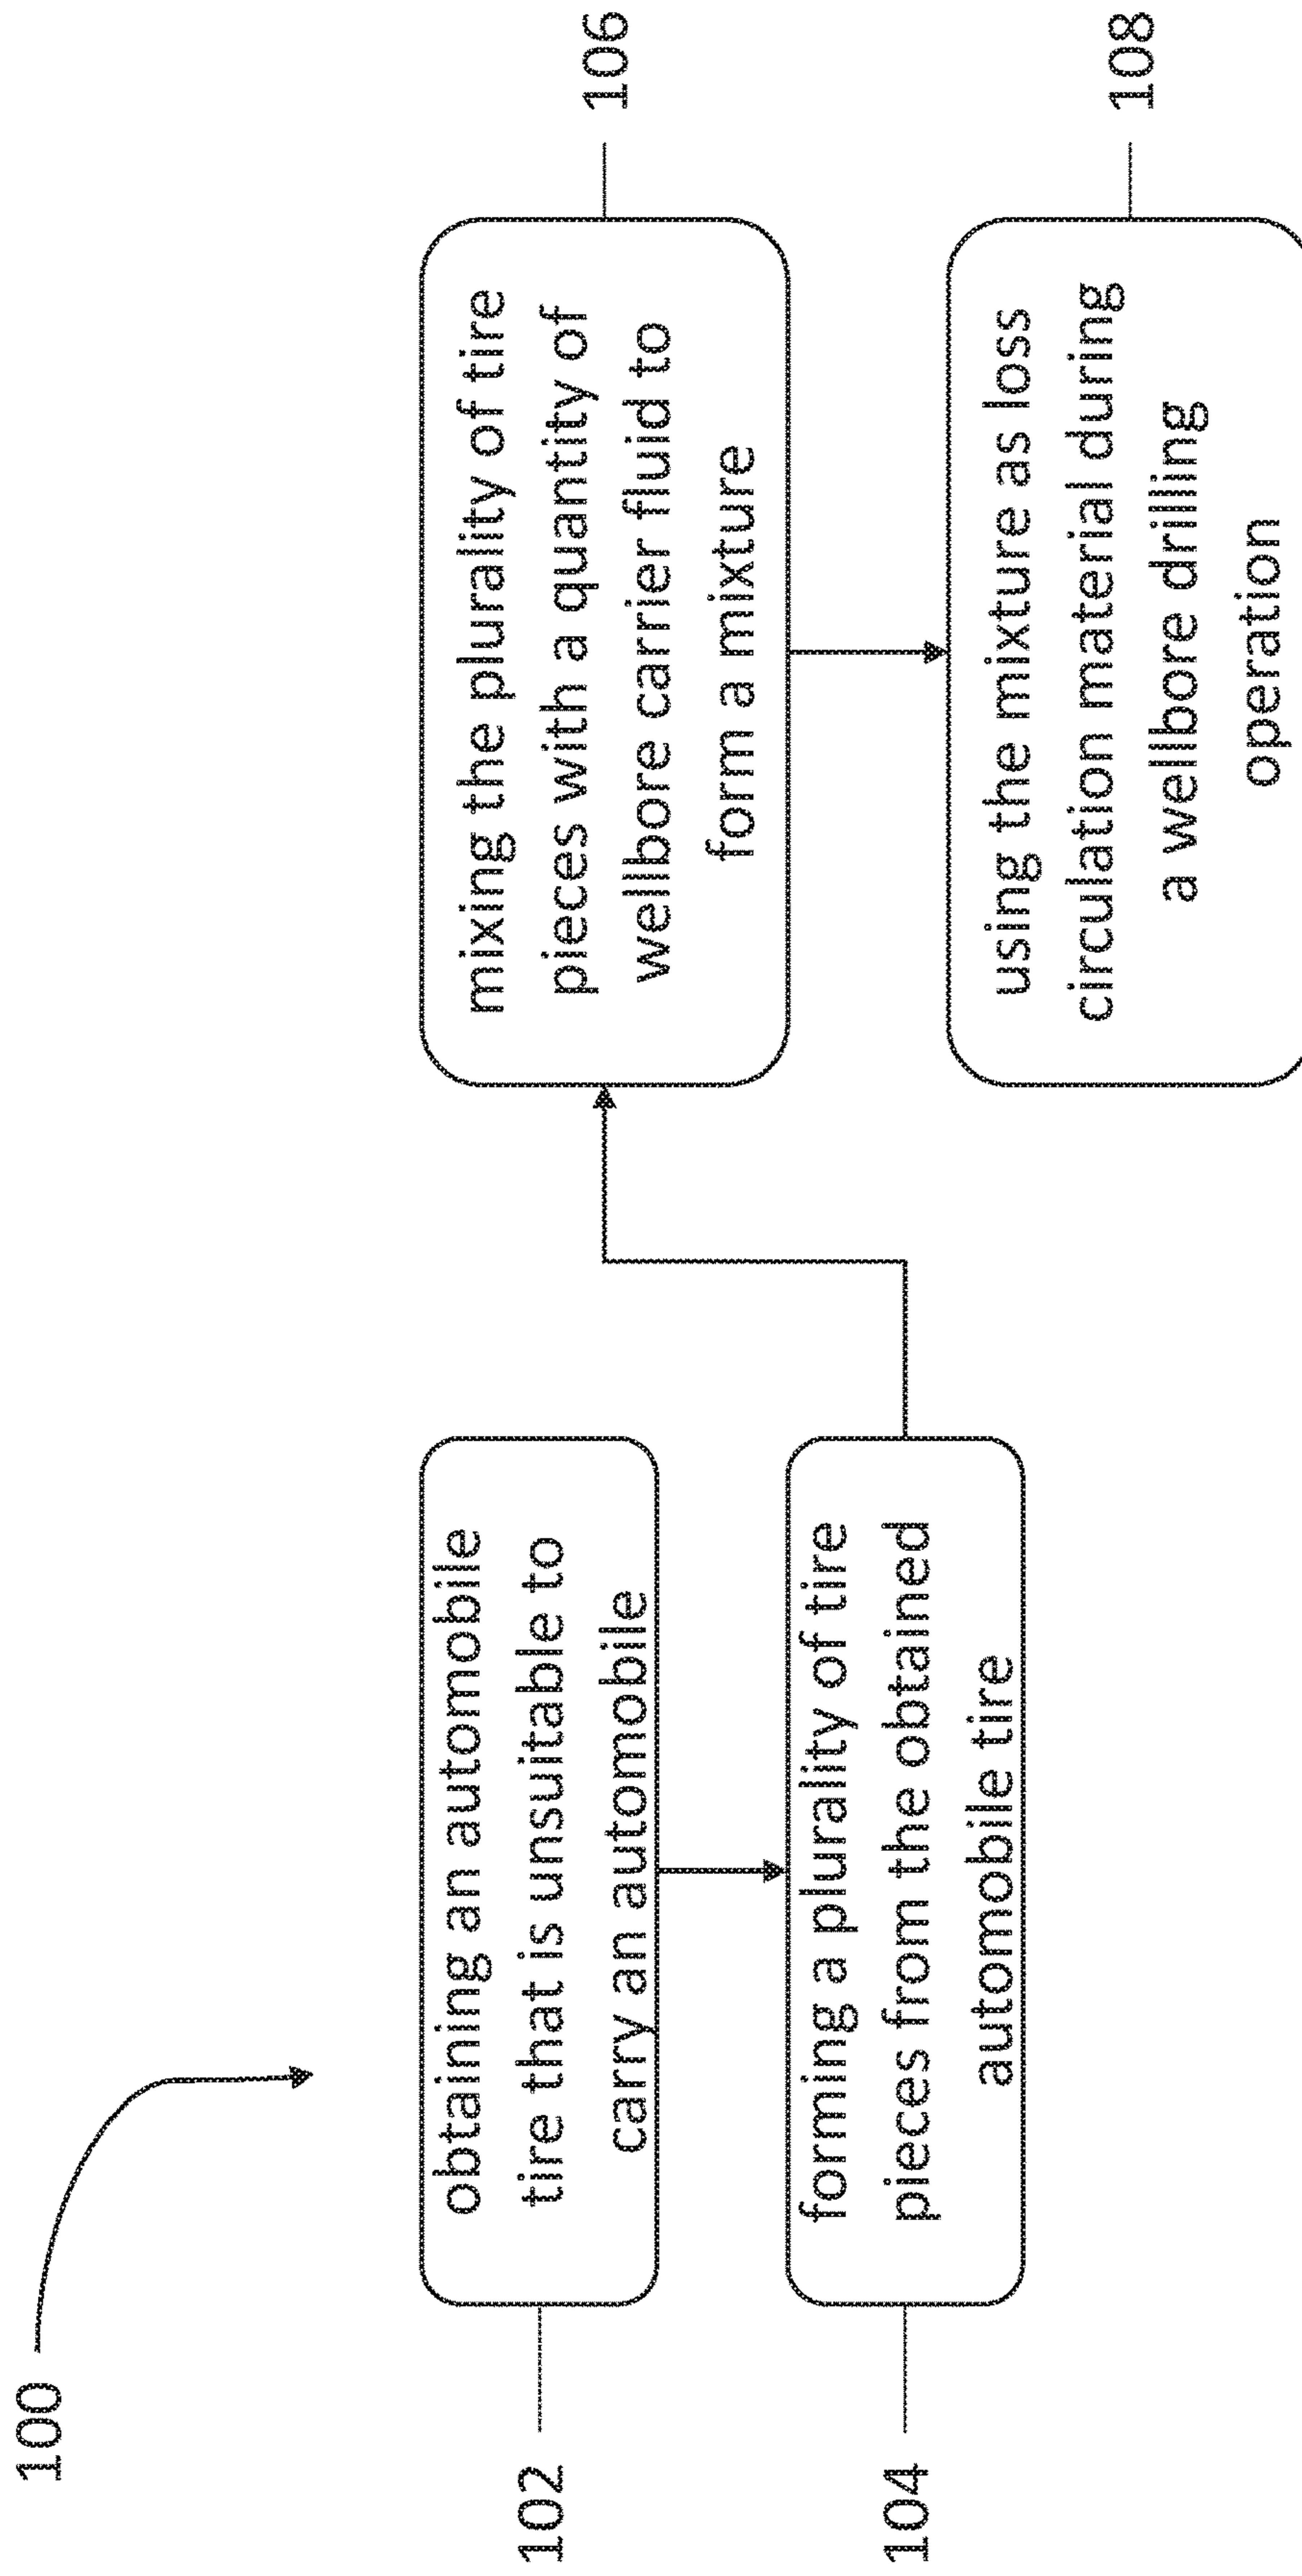 100
102
obtaining an automobile
tire that is unsuitable to
carry an automobile
104
forming a plurality of tire
pieces from the obtained
automobile tire
mixing the plurality of tire
pieces with a quantity of
wellbore carrier fluid to
form a mixture
106
using the mixture as loss
circulation material during
a wellbore drilling
operation
108